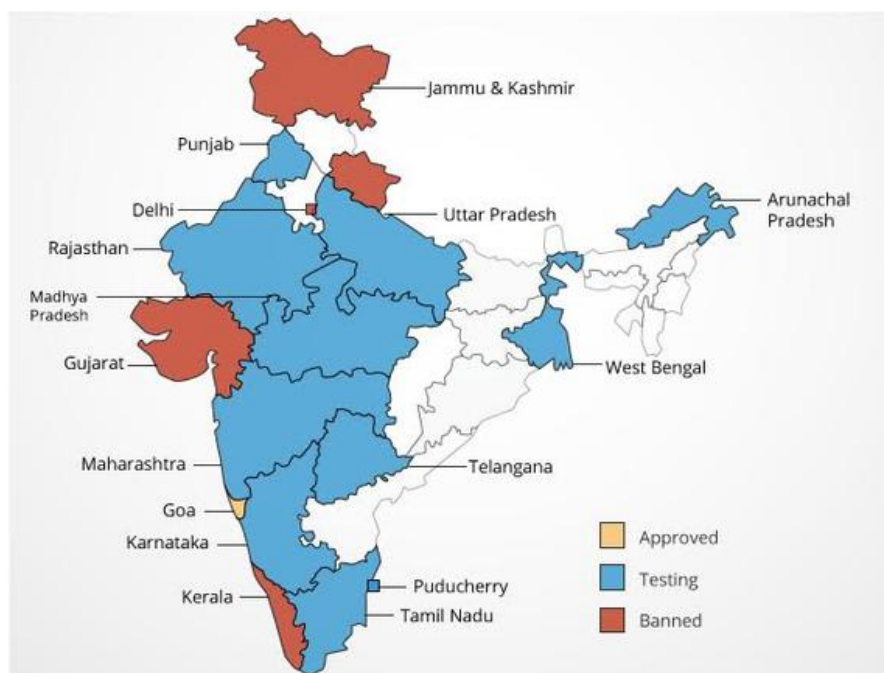 Jammu & Kashmir
Punjab
Delhi
Uttar Pradesh
Arunachal
Pradesh
Rajasthan
Madhya
Pradesh
Gujarat
West Bengal
Maharashtra
Telangana
Goa
Karnataka
Kerala
Puducherry
Tamil Nadu
Approved
Testing
Banned